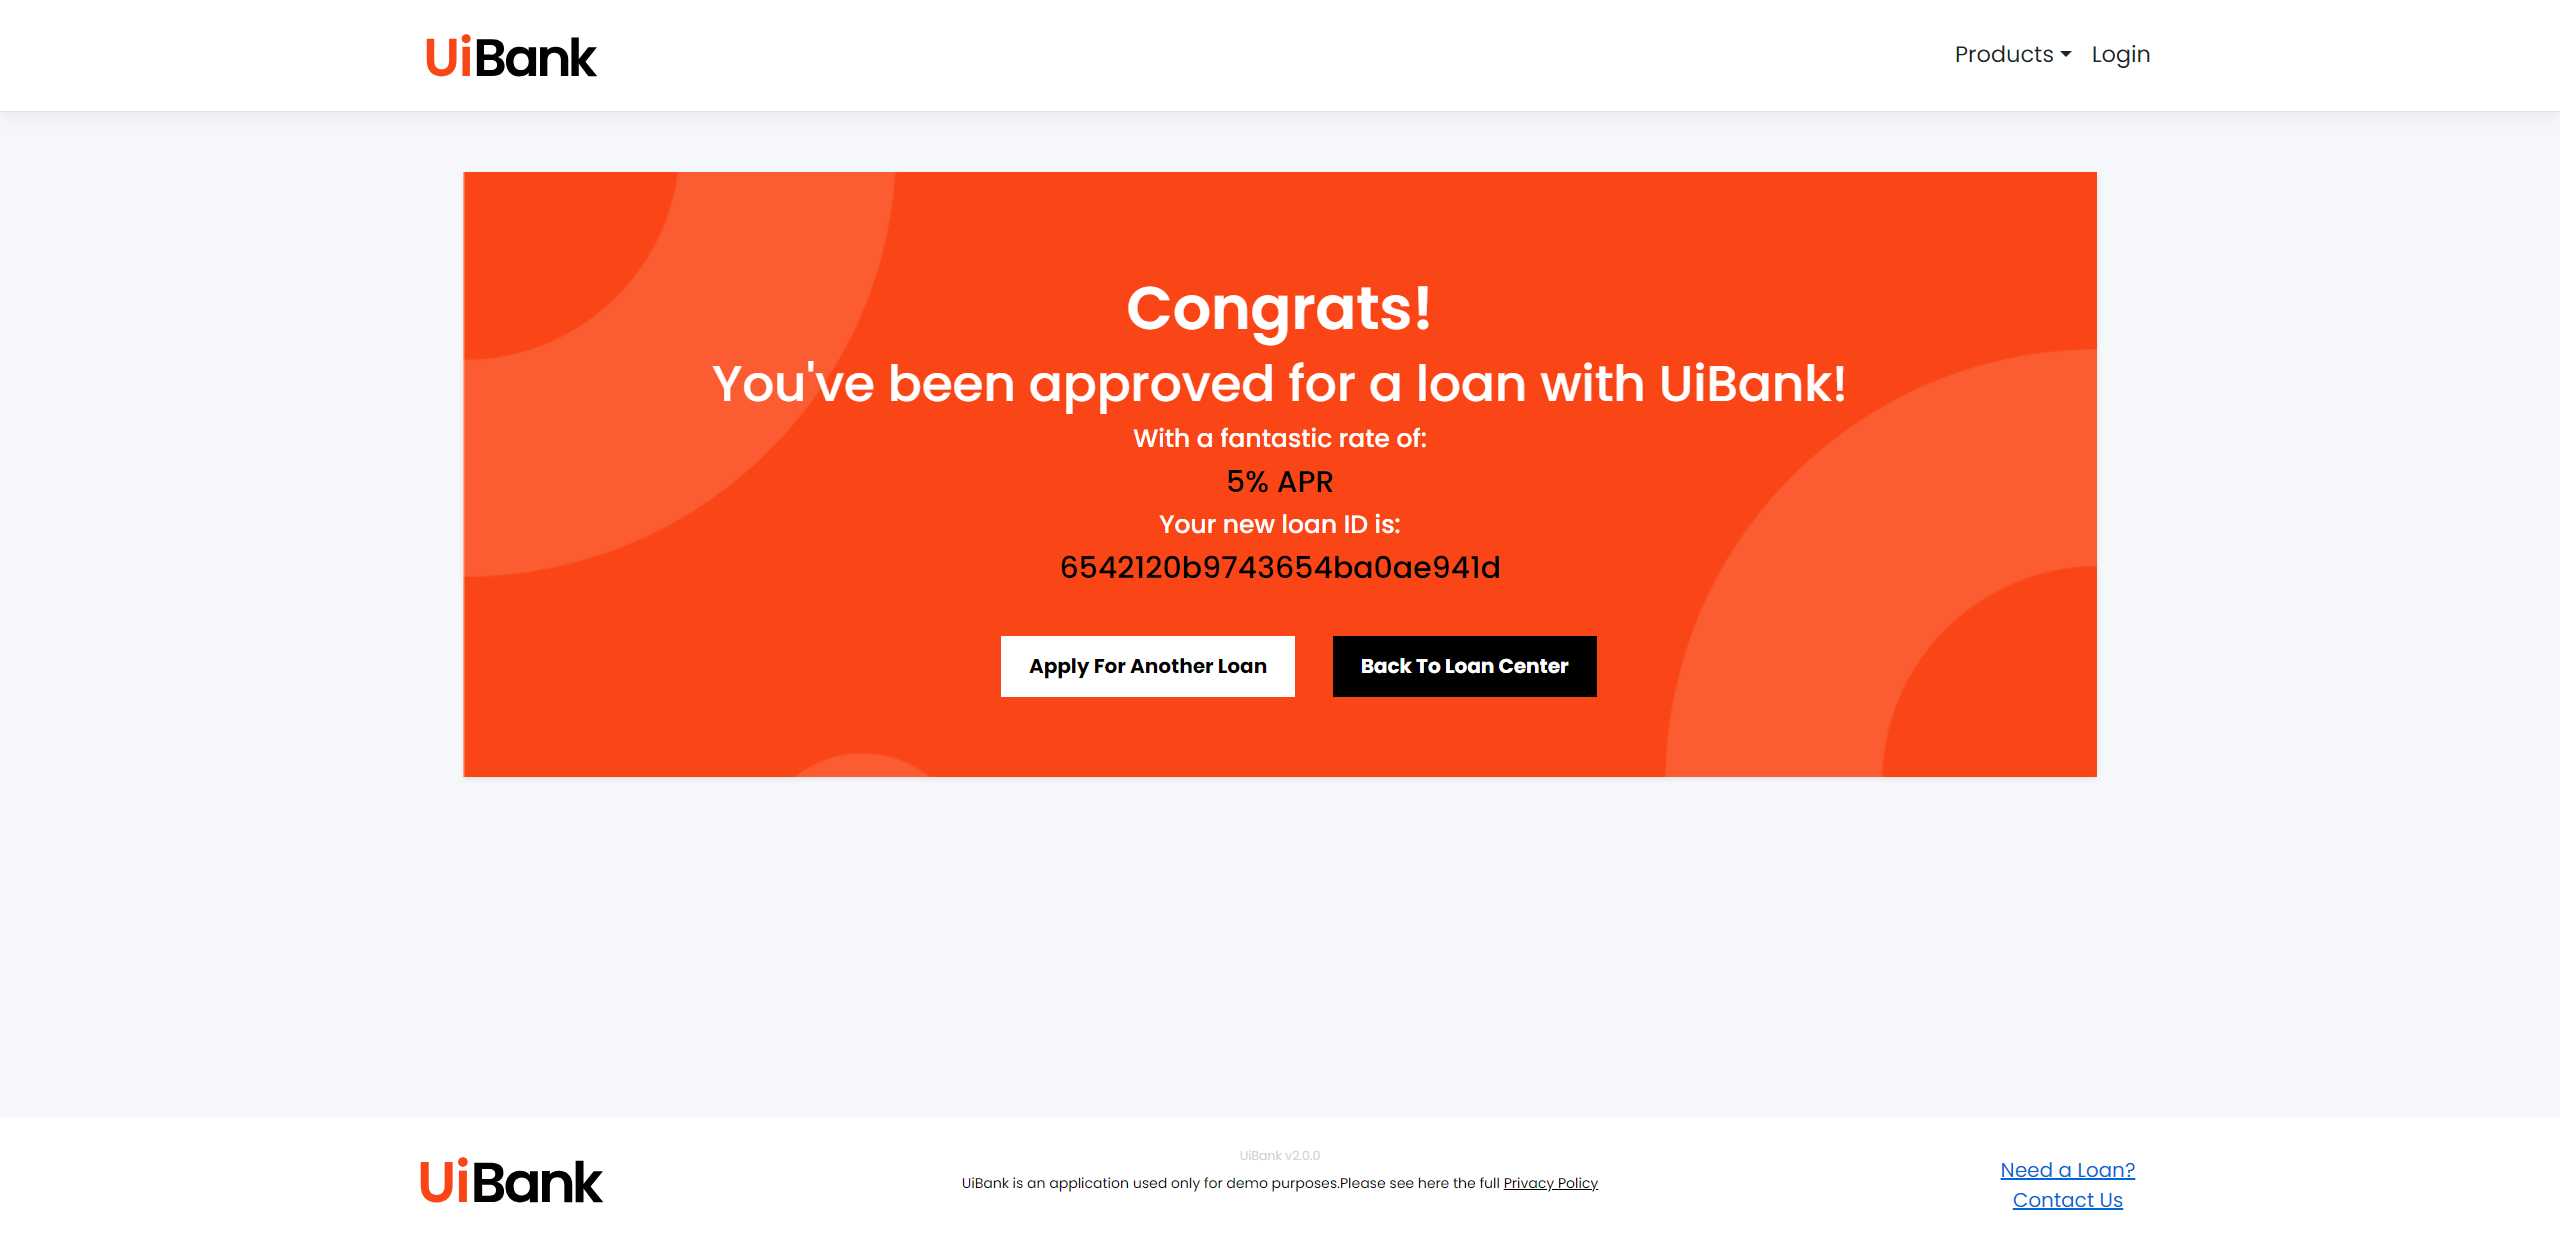 UiBank
Products Login
Congrats!
You've been approved for a loan with UiBank!
With a fantastic rate of:
5% APR
Your new loan ID is:
6542120b9743654ba0ae941d
Apply For Another Loan
Back To Loan Center
UiBank
UiBank v2.0.0
UiBank is an application used only for demo purposes.Please see here the full Privacy Policy
Need a Loan?
Contact Us